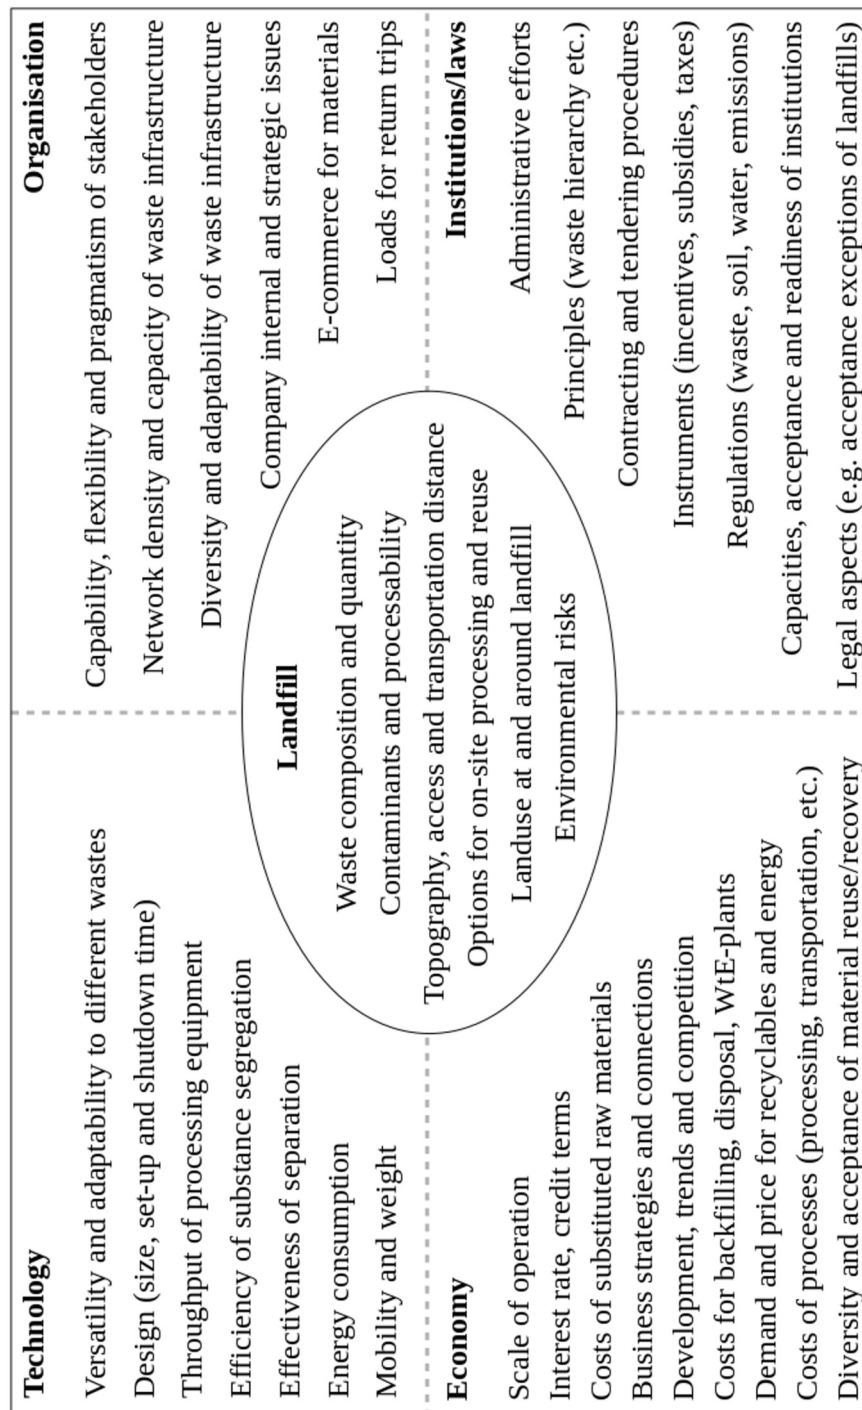 Technology
Versatility and adaptability to different wastes
Design (size, set-up and shutdown time)
Throughput of processing equipment
Efficiency of substance segregation
Effectiveness of separation
Energy consumption
Mobility and weight
Organisation
Capability, flexibility and pragmatism of stakeholders
Network density and capacity of waste infrastructure
Diversity and adaptability of waste infrastructure
Company internal and strategic issues
E-commerce for materials
Loads for return trips
Landfill
Waste composition and quantity
Contaminants and processability
Topography, access and transportation distance
Options for on-site processing and reuse
Landuse at and around landfill
Environmental risks
Economy
Scale of operation
Interest rate, credit terms
Costs of substituted raw materials
Business strategies and connections
Development, trends and competition
Costs for backfilling, disposal, WtE-plants
Demand and price for recyclables and energy
Costs of processes (processing, transportation, etc.)
Diversity and acceptance of material reuse/recovery
Institutions/laws
Administrative efforts
Principles (waste hierarchy etc.)
Contracting and tendering procedures
Instruments (incentives, subsidies, taxes)
Regulations (waste, soil, water, emissions)
Capacities, acceptance and readiness of institutions
Legal aspects (e.g. acceptance exceptions of landfills)